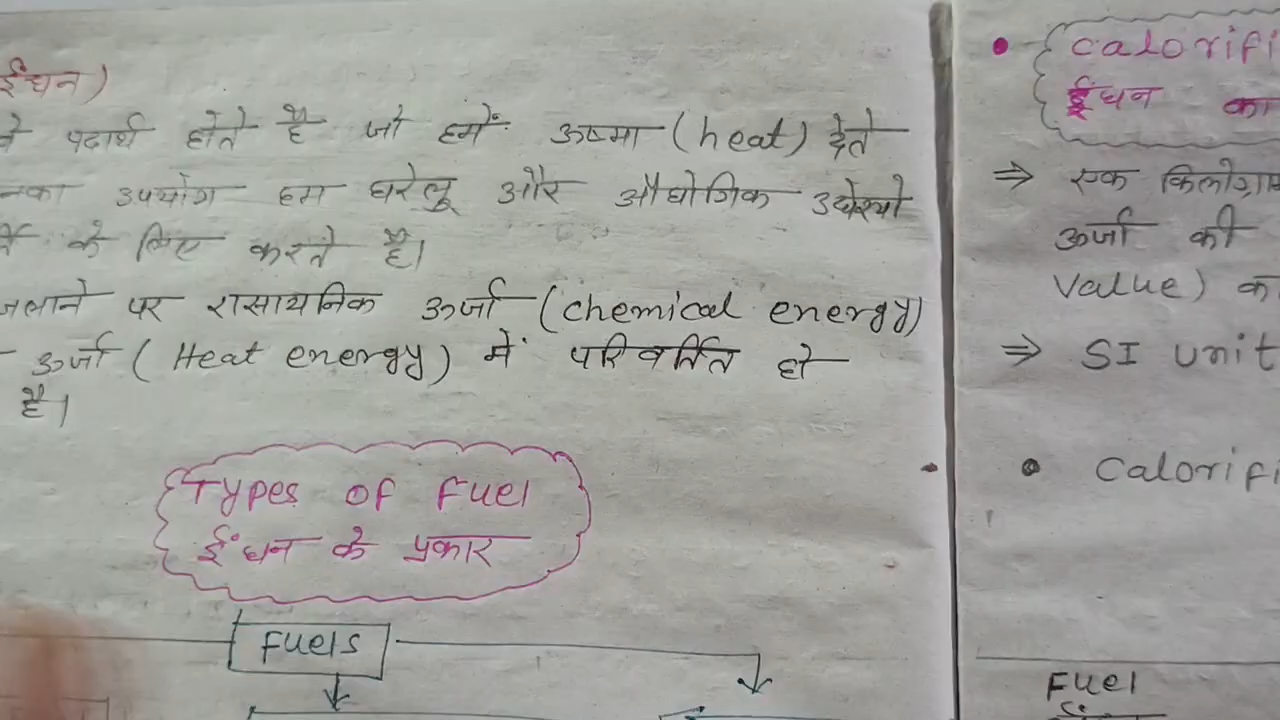 ईंधन)
पदार्थ होते है जो हमें ऊष्मा (heat) देते
उपयोग हम घरेलू और औधोगिक उदेश्यो
के लिए करते है।
जलाने पर रासायनिक ऊर्जा (chemical energy)
ऊर्जा (Heat energy) में परिवर्तित हो
है।
Types of Fuel
ईंधन के प्रकार
Fuels
Calorifi
ईंधन का
⇒ एक किलोग्राम
ऊर्जा की
Value) क
⇒ SI unit
• Calorifi
Fuel